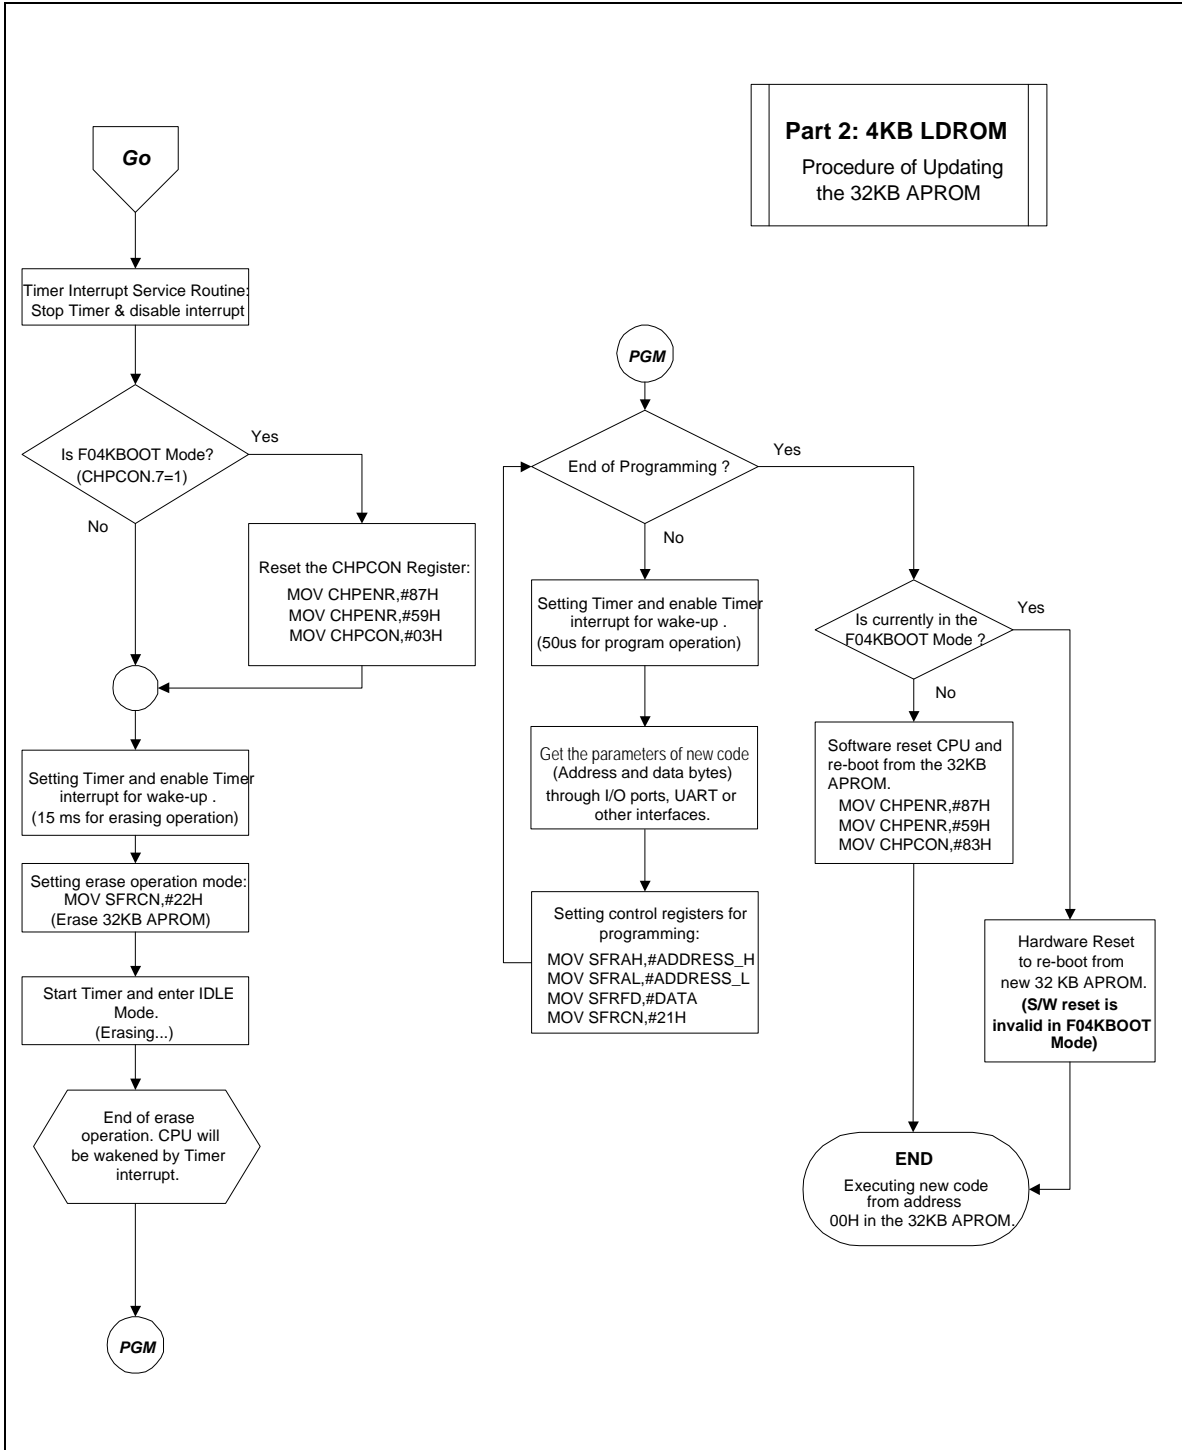 Part 2: 4KB LDROM
Procedure of Updating
the 32KB APROM
Go
Timer Interrupt Service Routine:
Stop Timer & disable interrupt
Is F04KBOOT Mode?
(CHPCON.7=1)
Yes
No
Reset the CHPCON Register:
MOV CHPENR,#87H
MOV CHPENR,#59H
MOV CHPCON,#03H
Setting Timer and enable Timer
interrupt for wake-up .
(15 ms for erasing operation)
Setting erase operation mode:
MOV SFRCN,#22H
(Erase 32KB APROM)
Start Timer and enter IDLE
Mode.
(Erasing...)
End of erase
operation. CPU will
be wakened by Timer
interrupt.
PGM
PGM
End of Programming ?
Yes
No
Setting Timer and enable Timer
interrupt for wake-up .
(50us for program operation)
Get the parameters of new code
(Address and data bytes)
through I/O ports, UART or
other interfaces.
Setting control registers for
programming:
MOV SFRAH,#ADDRESS_H
MOV SFRAL,#ADDRESS_L
MOV SFRFD,#DATA
MOV SFRCN,#21H
Is currently in the
F04KBOOT Mode ?
Yes
No
Software reset CPU and
re-boot from the 32KB
APROM.
MOV CHPENR,#87H
MOV CHPENR,#59H
MOV CHPCON,#83H
Hardware Reset
to re-boot from
new 32 KB APROM.
(S/W reset is
invalid in F04KBOOT
Mode)
END
Executing new code
from address
00H in the 32KB APROM.